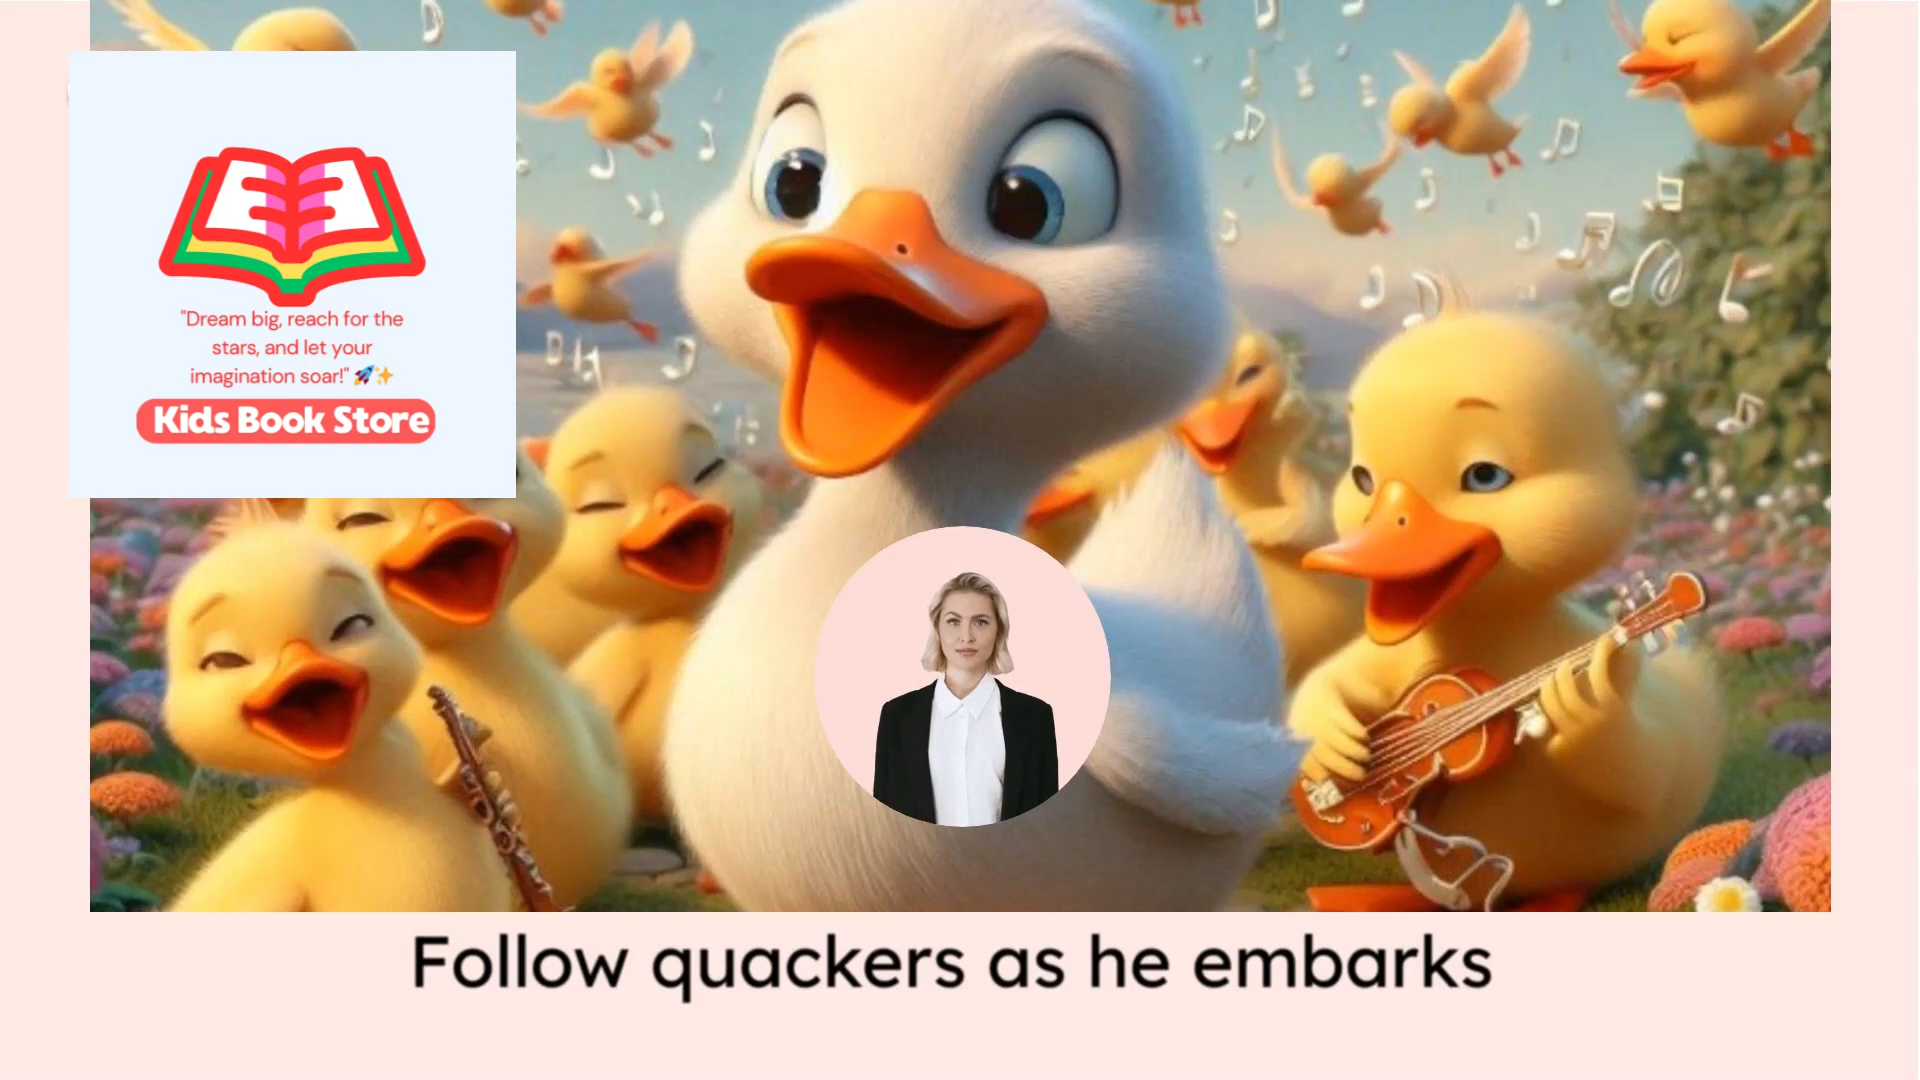 "Dream big, reach for the
stars, and let your
imagination soar!" 🚀✨
Kids Book Store
Follow quackers as he embarks